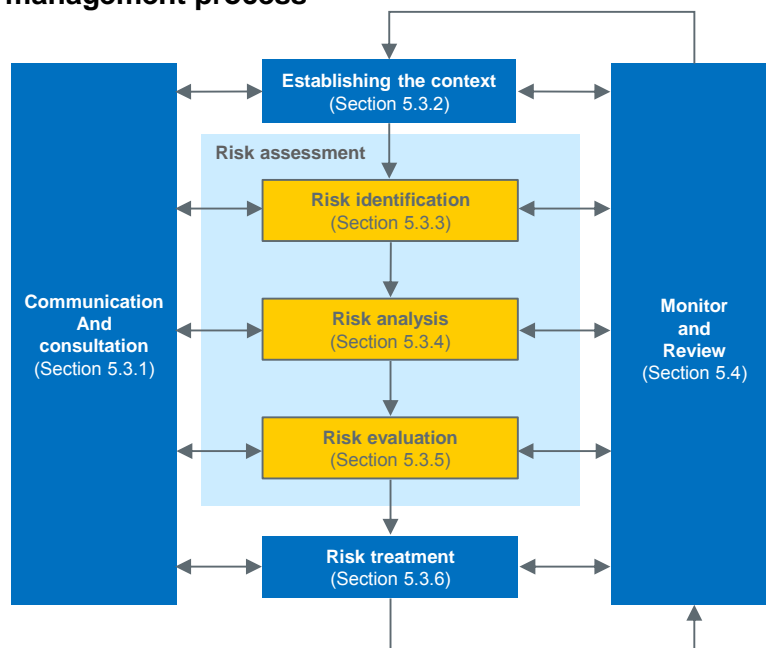 management process
Establishing the context
(Section 5.3.2)
Risk assessment
Risk identification
(Section 5.3.3)
Communication
And
consultation
(Section 5.3.1)
Risk analysis
(Section 5.3.4)
Monitor
and
Review
(Section 5.4)
Risk evaluation
(Section 5.3.5)
Risk treatment
(Section 5.3.6)